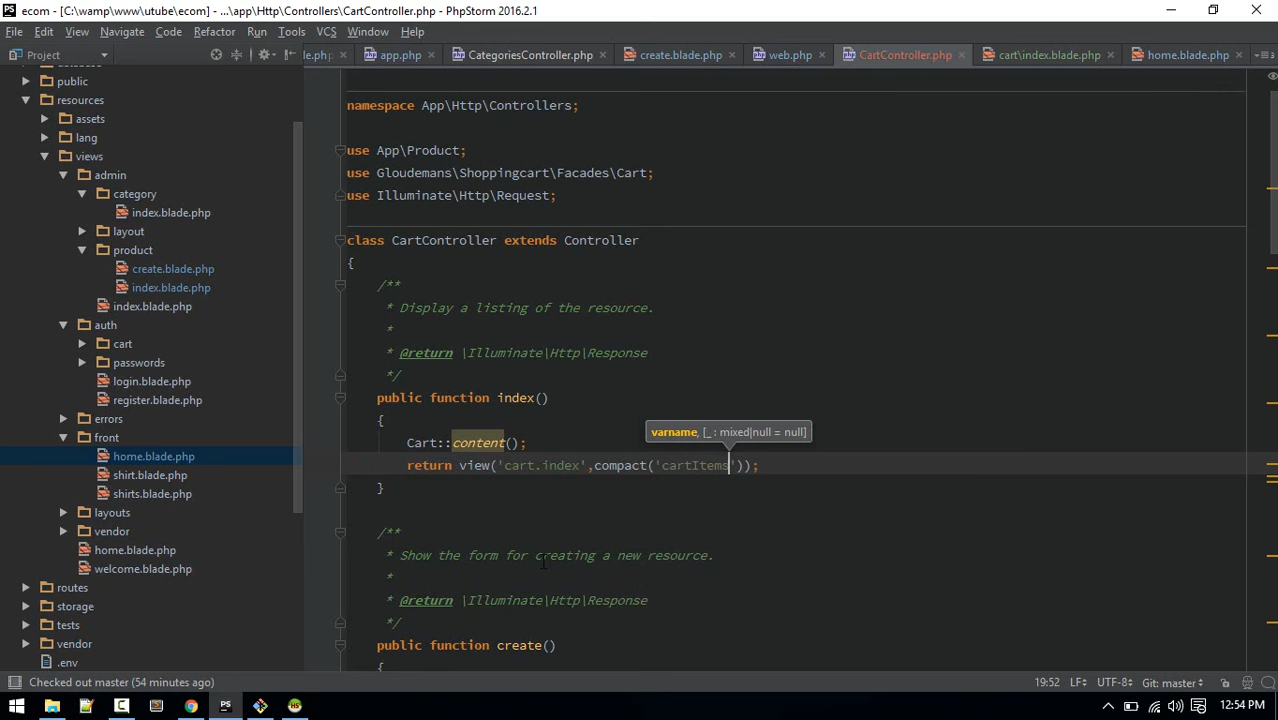 ecom - [C:\wamp\www\utube\ecom] - ...\app\Http\Controllers\CartController.php - PhpStorm 2016.2.1
File Edit View Navigate Code Refactor Run Tools VCS Window Help
Project
de.php app.php CategoriesController.php create.blade.php web.php CartController.php cart\index.blade.php home.blade.php
public
resources
assets
lang
views
admin
category
index.blade.php
layout
product
create.blade.php
index.blade.php
index.blade.php
auth
cart
passwords
login.blade.php
register.blade.php
errors
front
home.blade.php
shirt.blade.php
shirts.blade.php
layouts
vendor
home.blade.php
welcome.blade.php
routes
storage
tests
vendor
.env
namespace App\Http\Controllers;
use App\Product;
use Gloudemans\Shoppingcart\Facades\Cart;
use Illuminate\Http\Request;
class CartController extends Controller
{
/**
* Display a listing of the resource.
*
* @return \Illuminate\Http\Response
*/
public function index()
{
varname, [_ : mixed|null = null]
Cart::content();
return view('cart.index',compact('cartItems'));
}
/**
* Show the form for creating a new resource.
*
* @return \Illuminate\Http\Response
*/
public function create()
{
Checked out master (54 minutes ago) 19:52 LF÷ UTF-8÷ Git: master÷
PS HS 12:54 PM